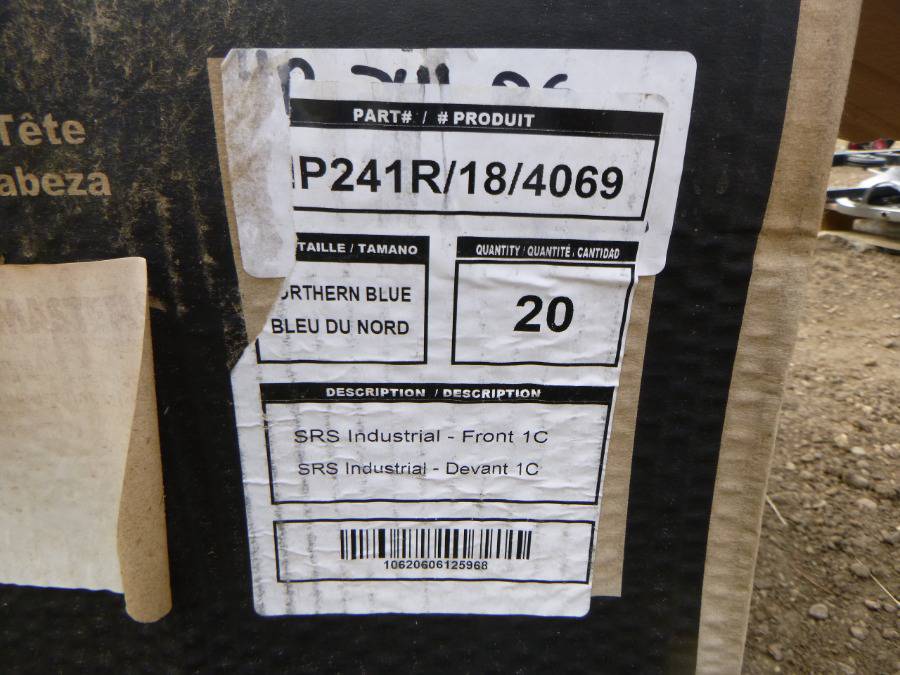 Tête
abeza
PART# / # PRODUIT
P241R/18/4069
TAILLE / TAMANO
QUANTITY / QUANTITÉ / CANTIDAD
RTHERN BLUE
BLEU DU NORD
20
DESCRIPTION / DESCRIPTION
SRS Industrial - Front 1C
SRS Industrial - Devant 1C
10620606125968